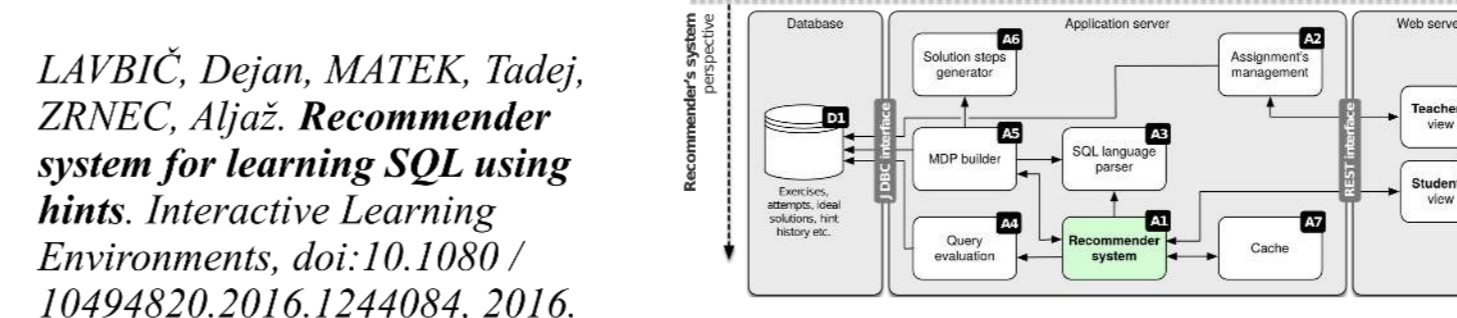 LAVBIČ, Dejan, MATEK, Tadej,
ZRNEC, Aljaž. Recommender
system for learning SQL using
hints. Interactive Learning
Environments, doi:10.1080 /
10494820.2016.1244084. 2016.
Recommender's system
perspective
Database
D1
Exercises,
attempts, ideal
solutions, hint
history etc.
JDBC interface
Application server
A6
Solution steps
generator
A2
Assignment's
management
A5
MDP builder
A3
SQL language
parser
A4
Query
evaluation
A1
Recommender
system
A7
Cache
REST interface
Web serve
Teacher
view
Student
view